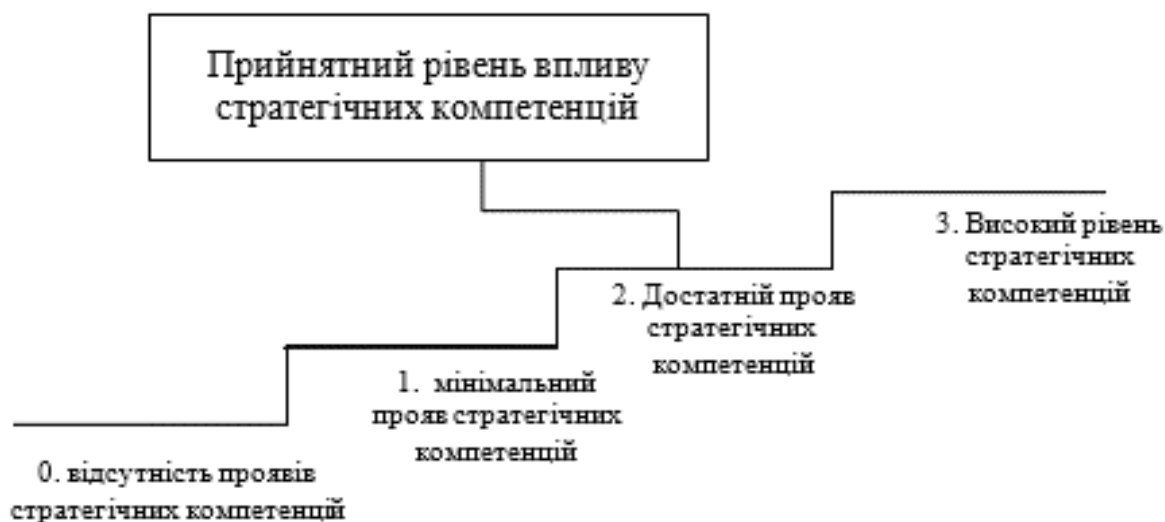 Прийнятний рівень впливу
стратегічних компетенцій
3. Високий рівень
стратегічних
компетенцій
2. Достатній прояв
стратегічних
компетенцій
1. мінімальний
прояв стратегічних
компетенцій
0. відсутність проявів
стратегічних компетенцій